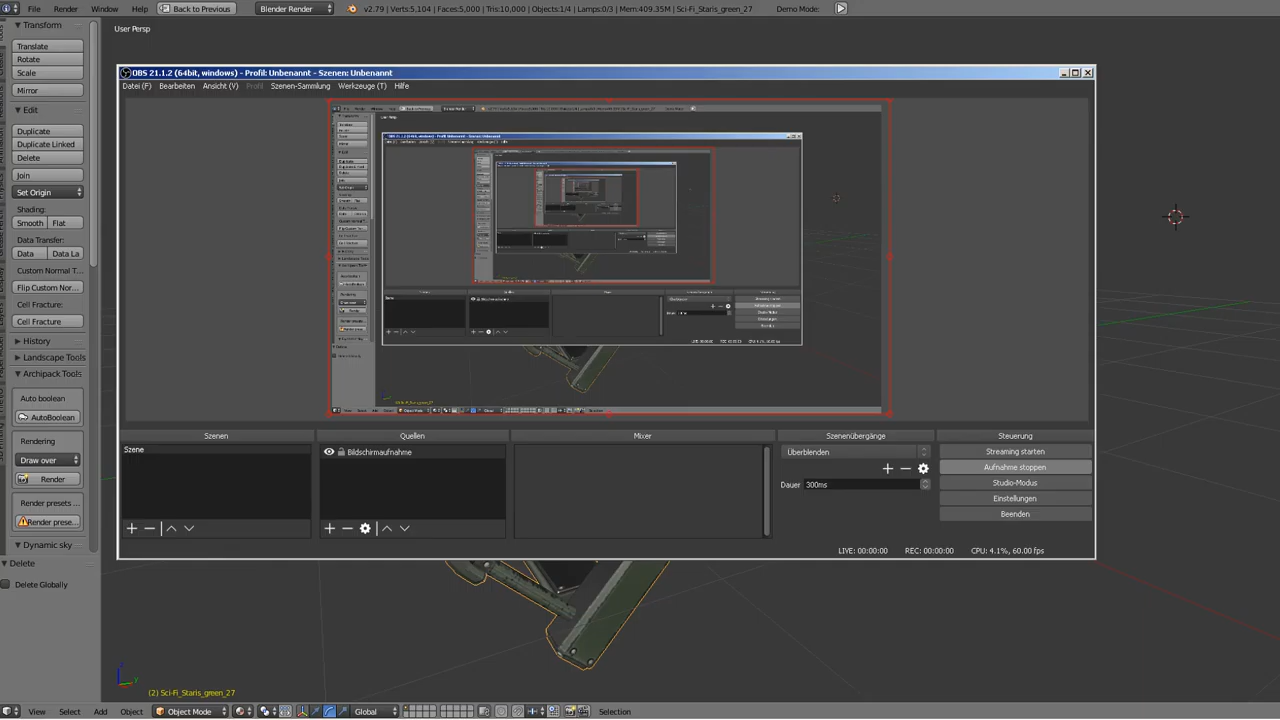 File Render Window Back to Previous Blender Render v2.79 | Verts:5,104 | Faces:5,000 | Tris:10,000 | Objects:1/4 | Lamps:0/3 | Mem:409.35M | Sci-Fi_Staris_green_27 Demo Mode:
Transform
User Persp
Translate
Rotate
Scale
Mirror
Edit
Duplicate
Duplicate Linked
Delete
Join
Set Origin
Shading:
Smooth Flat
Data Transfer:
Data Data La
Custom Normal T...
Flip Custom Nor...
Cell Fracture:
Cell Fracture
History
Landscape Tools
Archipack Tools
Auto boolean
AutoBoolean
Rendering
Draw over
Render
Render presets ...
Render prese...
Dynamic sky
Delete
Delete Globally
OBS 21.1.2 (64bit, windows) - Profil: Unbenannt - Szenen: Unbenannt
Datei (F) Bearbeiten Ansicht (V) Profil Szenen-Sammlung Werkzeuge (T) Hilfe
Szenen Quellen Mixer Szenenübergänge Steuerung
Szene Bildschirmaufnahme Überblenden Streaming starten
Aufnahme stoppen
Dauer 300ms Studio-Modus
Einstellungen
Beenden
LIVE: 00:00:00 REC: 00:00:00 CPU: 4.1%, 60.00 fps
(2) Sci-Fi_Staris_green_27
View Select Add Object Object Mode Global Selection